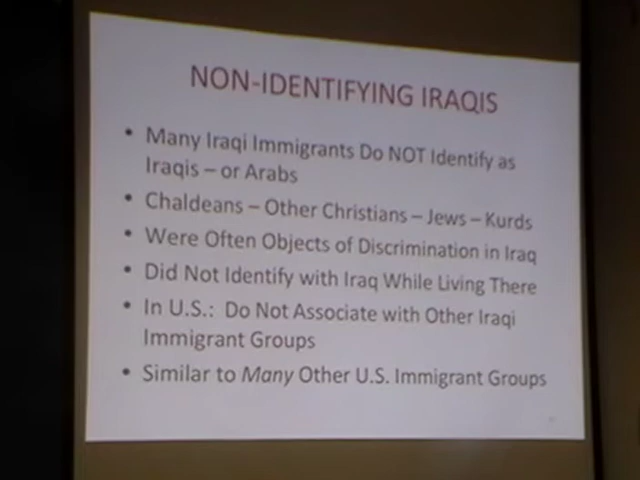 NON-IDENTIFYING IRAQIS
• Many Iraqi Immigrants Do NOT Identify as
Iraqis – or Arabs
• Chaldeans – Other Christians – Jews – Kurds
• Were Often Objects of Discrimination in Iraq
• Did Not Identify with Iraq While Living There
• In U.S.: Do Not Associate with Other Iraqi
Immigrant Groups
• Similar to Many Other U.S. Immigrant Groups